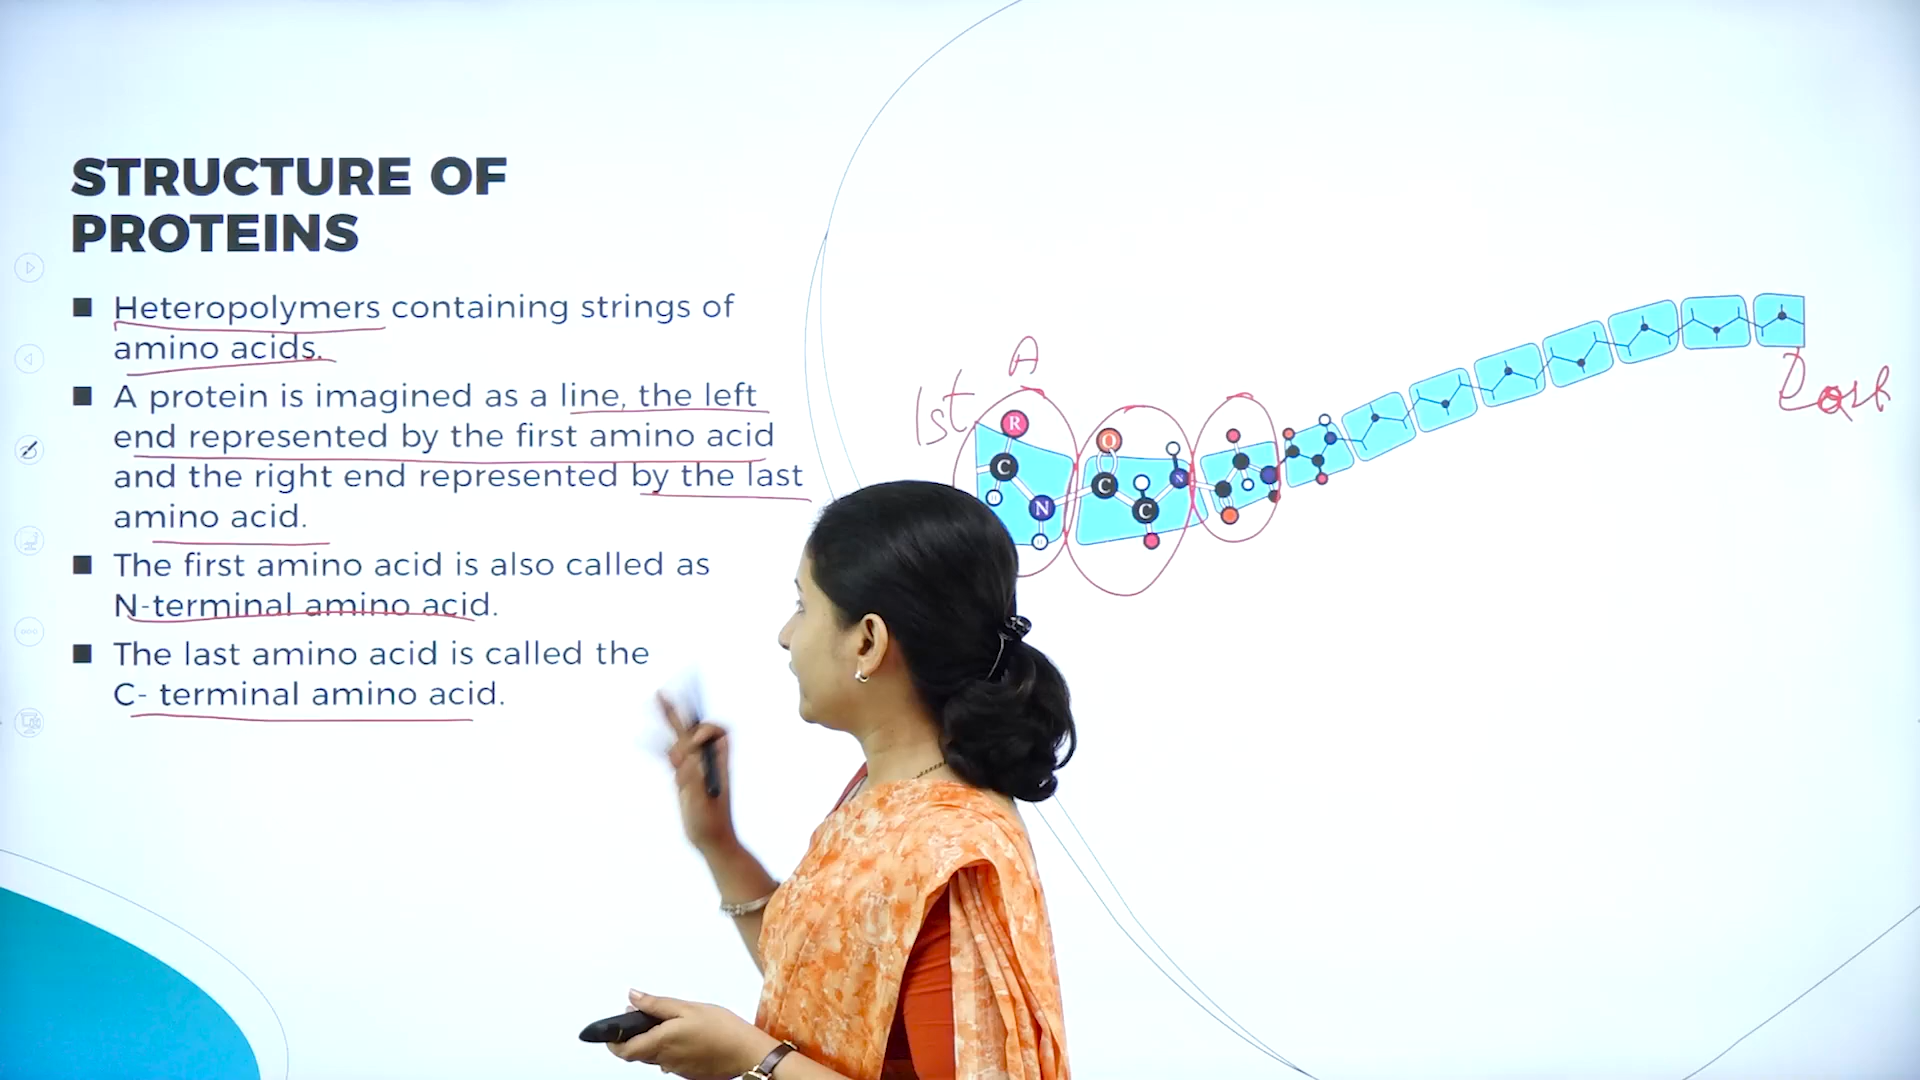 STRUCTURE OF
PROTEINS
■ Heteropolymers containing strings of
amino acids.
■ A protein is imagined as a line, the left
end represented by the first amino acid
and the right end represented by the last
amino acid.
■ The first amino acid is also called as
N-terminal amino acid.
■ The last amino acid is called the
C- terminal amino acid.
A
1st
R
C
N
O
C
C
N
Last